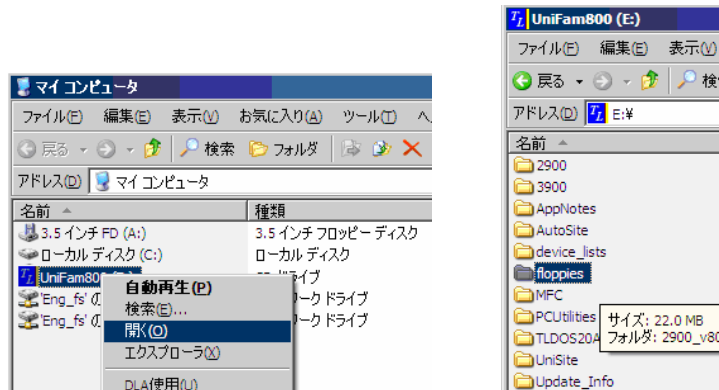 マイ コンピュータ
ファイル(F) 編集(E) 表示(V) お気に入り(A) ツール(T)
戻る 検索 フォルダ
アドレス(D) マイ コンピュータ
名前 種類
3.5 インチ FD (A:) 3.5 インチ フロッピー ディスク
ローカル ディスク (C:) ローカル ディスク
UniFam80 ドライブ
'Eng_fs' の ドライブ
'Eng_fs' の ドライブ
自動再生(P)
検索(E)...
開く(O)
エクスプローラ(X)
DLA使用(U)
UniFam800 (E:)
ファイル(F) 編集(E) 表示(V)
戻る
アドレス(D) E:¥
名前
2900
3900
AppNotes
AutoSite
device_lists
floppies
MFC
PCUtilities
TLDOS20
UniSite
Update_Info
サイズ: 22.0 MB
フォルダ: 2900_v80